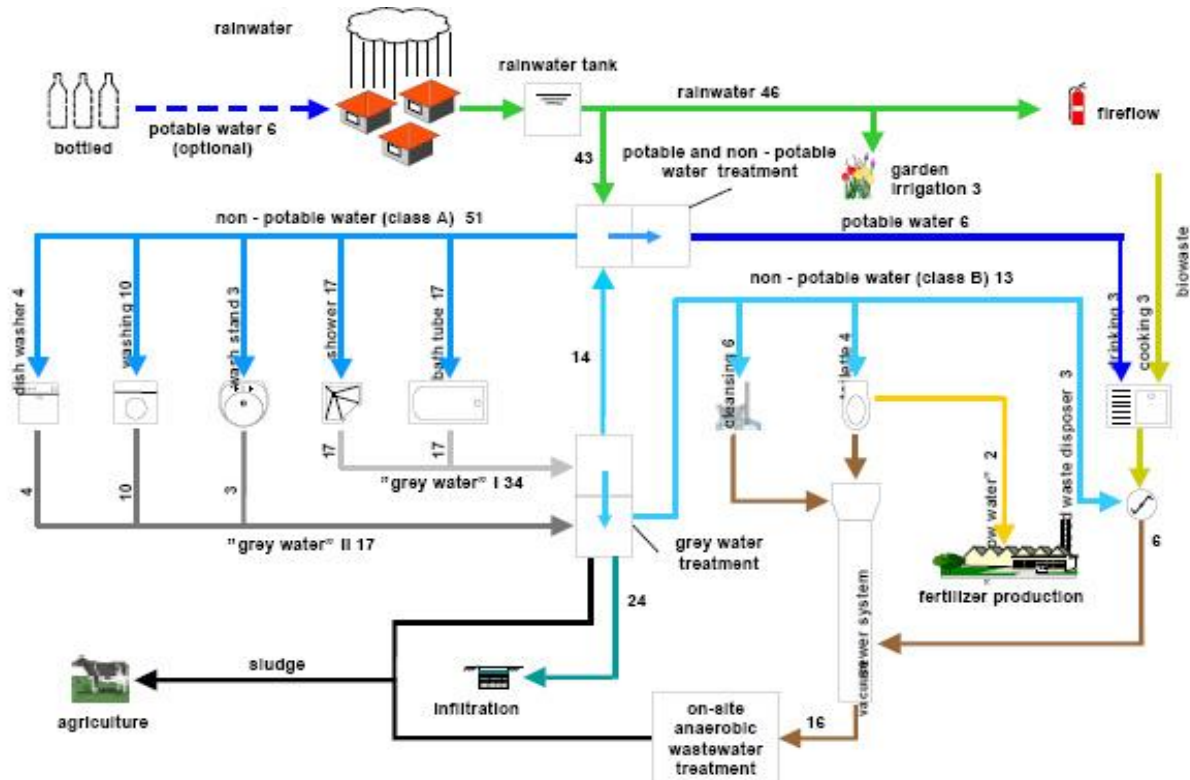 rainwater
rainwater tank
rainwater 46
fireflow
bottled
potable water 6
(optional)
43
potable and non - potable
water treatment
garden
irrigation 3
non - potable water (class A) 51
potable water 6
biowaste
non - potable water (class B) 13
dish washer 4
washing 10
wash stand 3
shower 17
bath tube 17
14
cleansing 6
4
drinking 3
cooking 3
17
17
"grey water" I 34
4
10
3
"grey water" II 17
grey water
treatment
2
waste disposer 3
6
fertilizer production
24
sludge
agriculture
infiltration
sewer system
on-site
anaerobic
wastewater
treatment
16